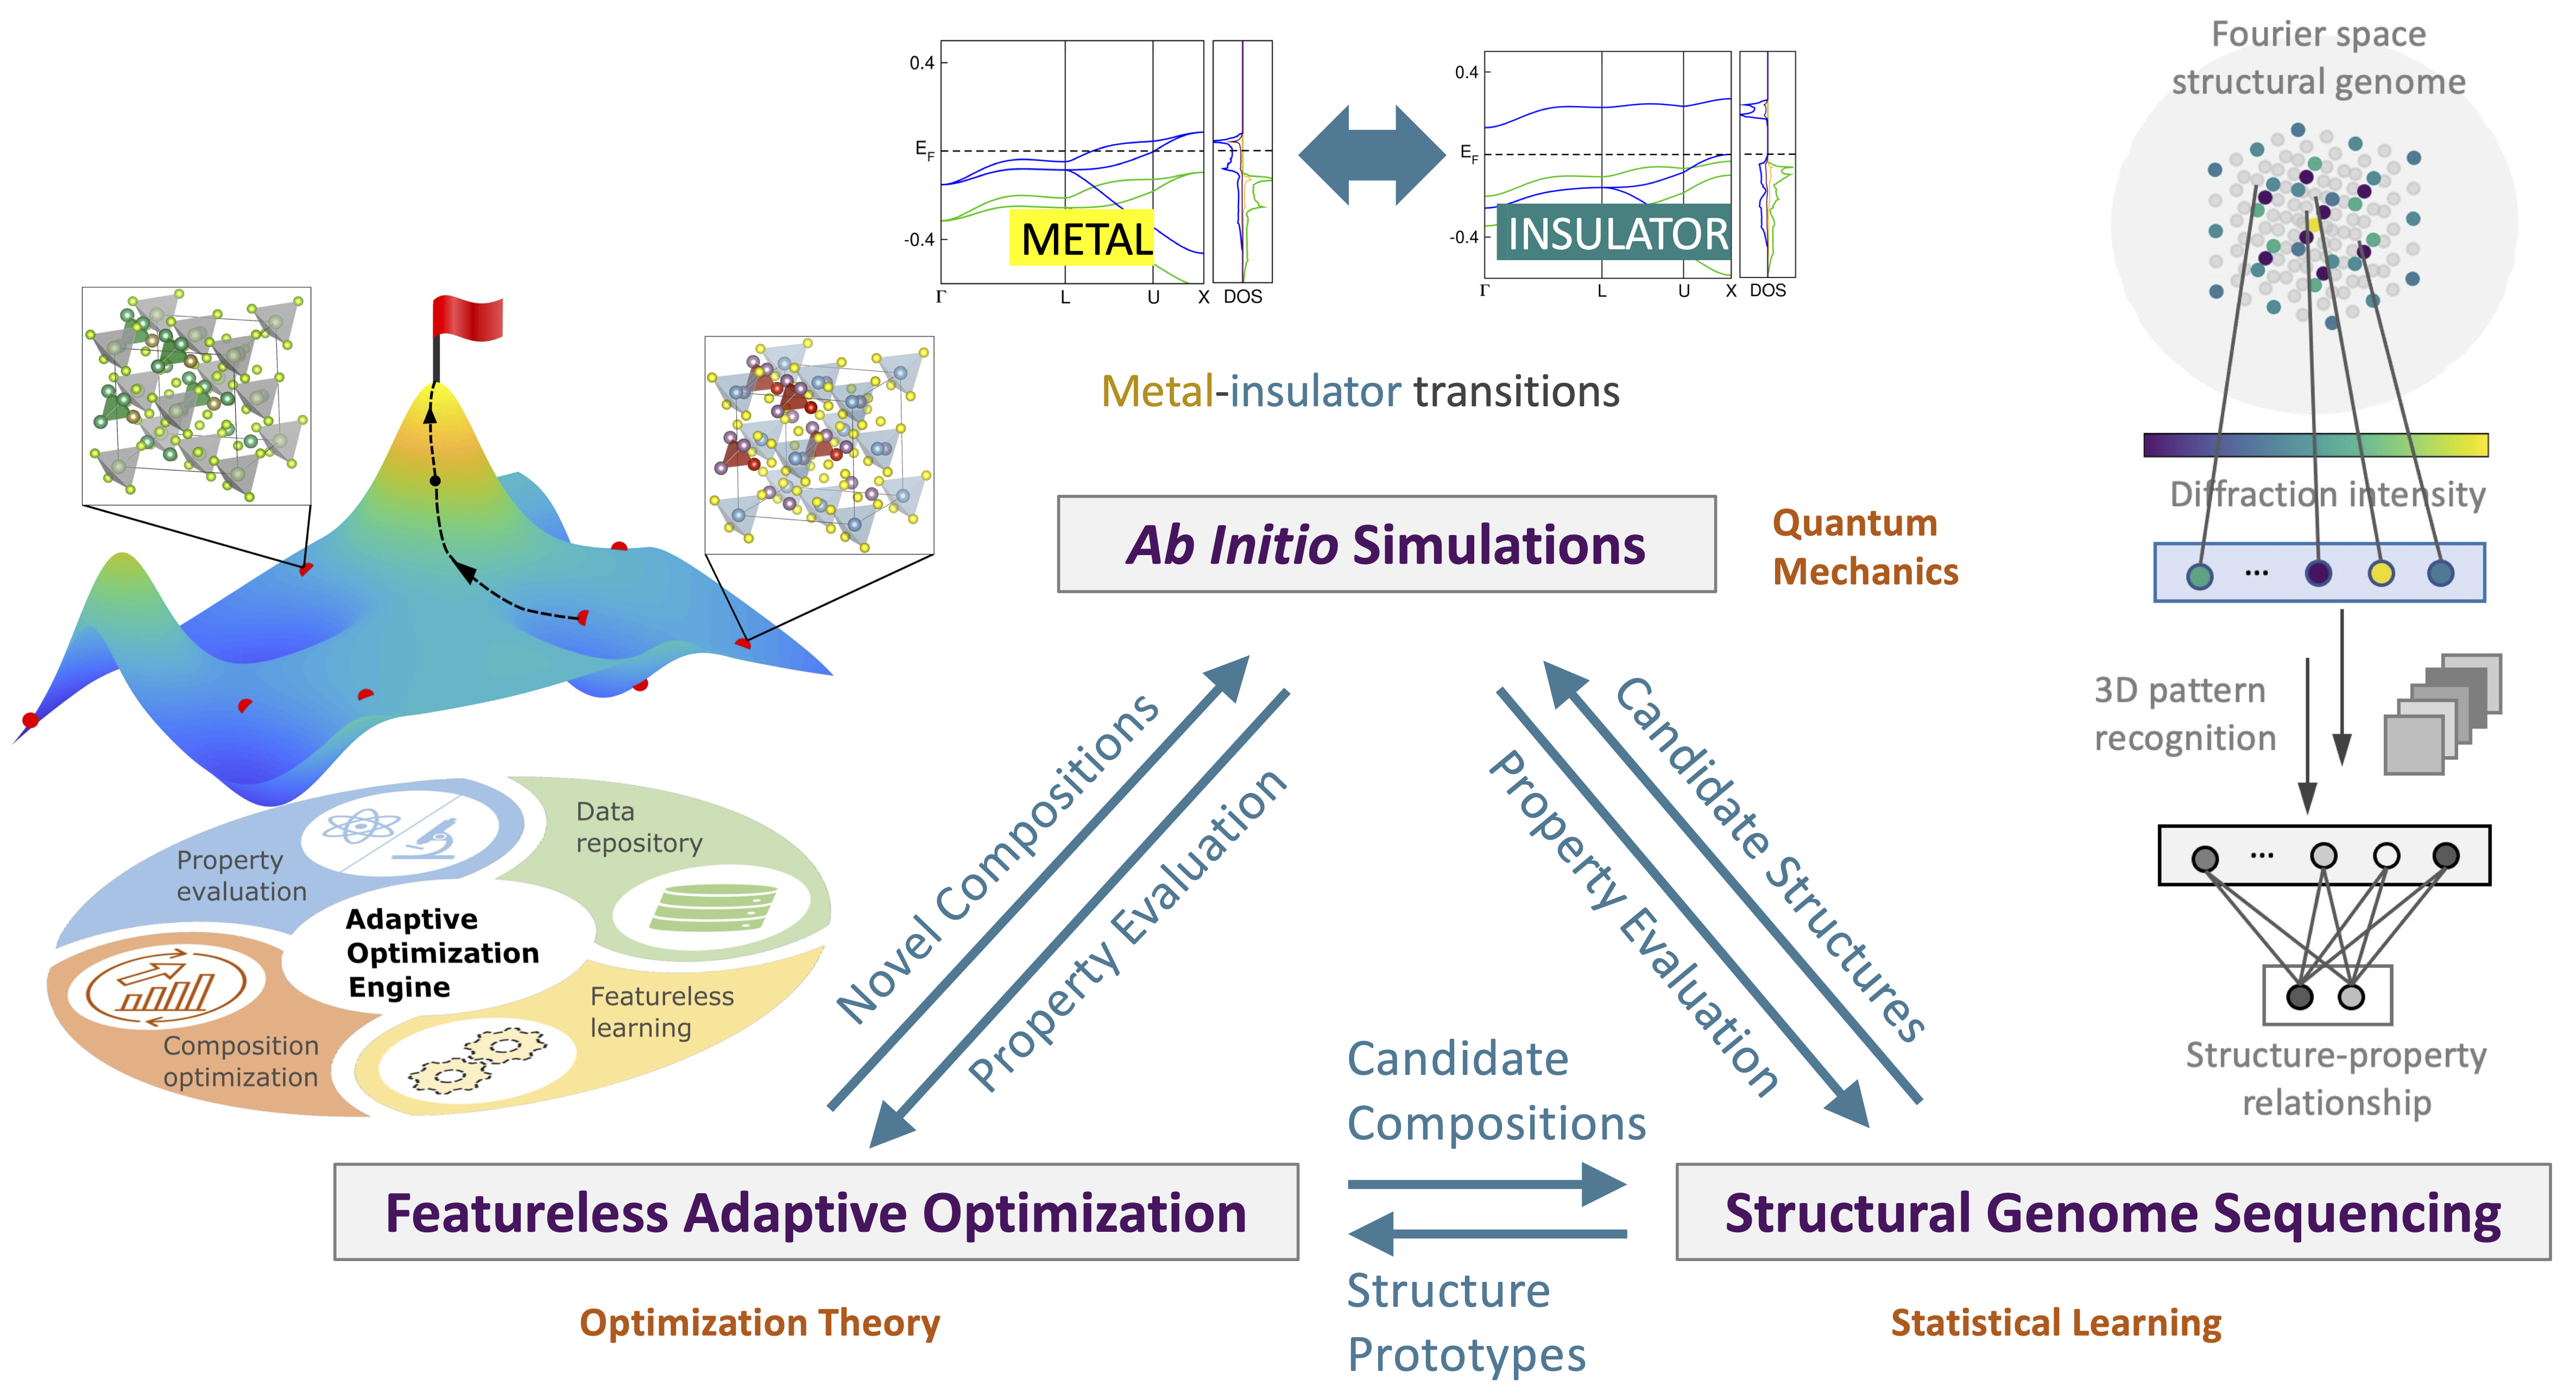 0.4
E_F
-0.4
Γ
L
U
X
DOS
METAL
0.4
E_F
-0.4
Γ
L
U
X
DOS
INSULATOR
Metal-insulator transitions
Fourier space
structural genome
Diffraction intensity
...
3D pattern
recognition
...
Structure-property
relationship
Ab Initio Simulations
Quantum
Mechanics
Novel Compositions
Property Evaluation
Candidate Structures
Property Evaluation
Property
evaluation
Data
repository
Adaptive
Optimization
Engine
Featureless
learning
Composition
optimization
Candidate
Compositions
Featureless Adaptive Optimization
Structural Genome Sequencing
Structure
Prototypes
Optimization Theory
Statistical Learning